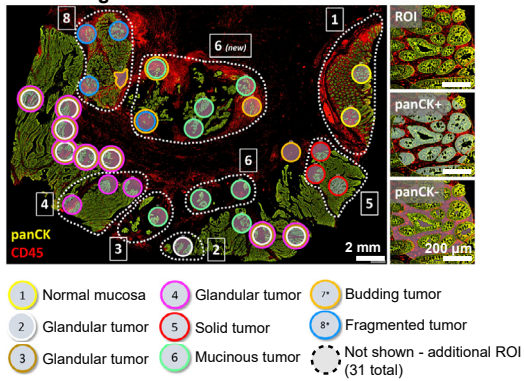 8
6 (new)
1
ROI
panCK+
6
4
5
panCK
CD45
3
2
2 mm
panCK-
200 µm
1 Normal mucosa
4 Glandular tumor
7* Budding tumor
2 Glandular tumor
5 Solid tumor
8* Fragmented tumor
3 Glandular tumor
6 Mucinous tumor
Not shown - additional ROI
(31 total)